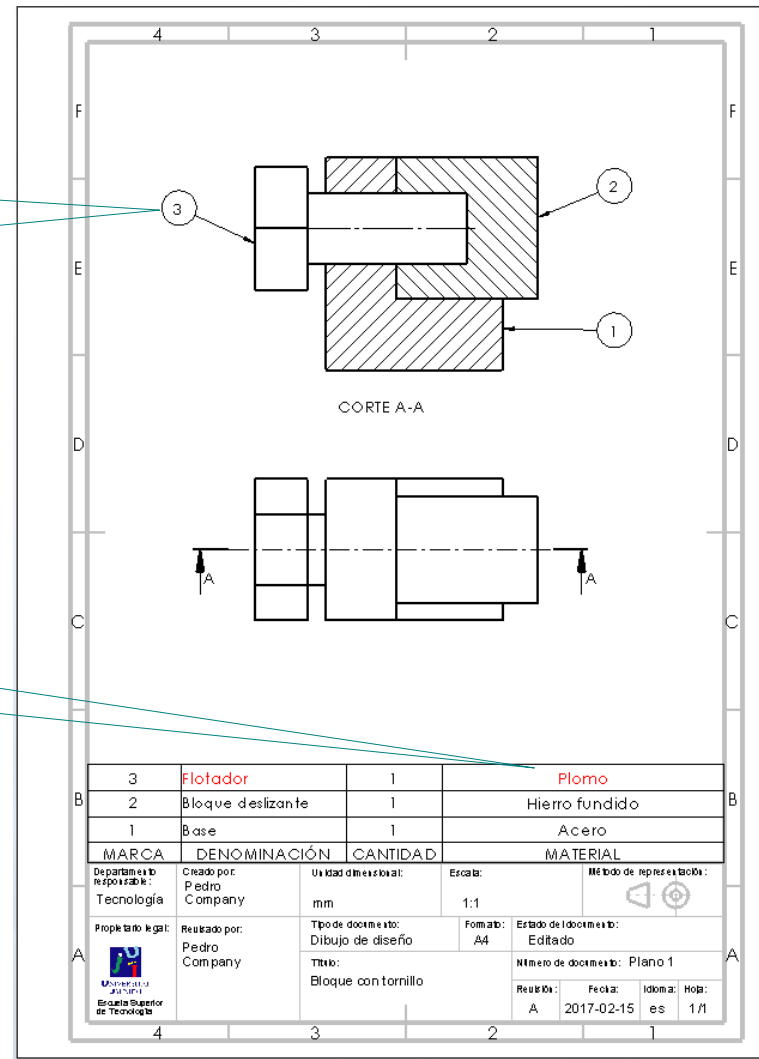 4 3 2 1
F F
3
2
E E
1
CORTE A-A
D D
A A
C C
3 Flotador 1 Plomo
B 2 Bloque deslizante 1 Hierro fundido B
1 Base 1 Acero
MARCA DENOMINACIÓN CANTIDAD MATERIAL
Departamento responsable: Creado por: Unidad dimensional: Escala: Método de representación:
Tecnología Pedro Company mm 1:1
Propietario legal: Revisado por: Tipo de documento: Formato: Estado del documento:
Pedro Company Dibujo de diseño A4 Editado
A Título: Número de documento: Plano 1 A
Bloque con tornillo
UNIVERSITAT
JAUME I
Revisión: Fecha: Idioma: Hoja:
Escuela Superior
de Tecnología
A 2017-02-15 es 1/1
4 3 2 1